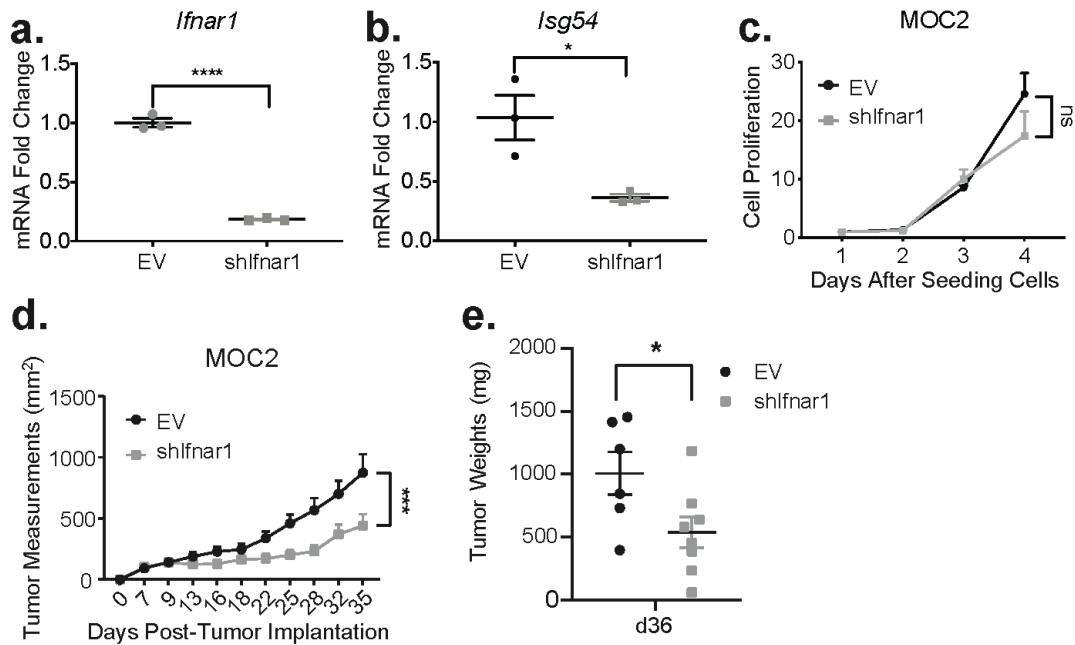 a.
Ifnar1
mRNA Fold Change
1.5
1.0
0.5
0.0
****
EV
shIfnar1
b.
Isg54
mRNA Fold Change
1.5
1.0
0.5
0.0
*
EV
shIfnar1
c.
MOC2
Cell Proliferation
30
20
10
0
EV
shIfnar1
ns
1 2 3 4
Days After Seeding Cells
d.
MOC2
Tumor Measurements (mm²)
1500
1000
500
0
EV
shIfnar1
***
0 7 9 13 16 18 22 25 28 32 35
Days Post-Tumor Implantation
e.
Tumor Weights (mg)
2000
1500
1000
500
0
*
EV
shIfnar1
d36